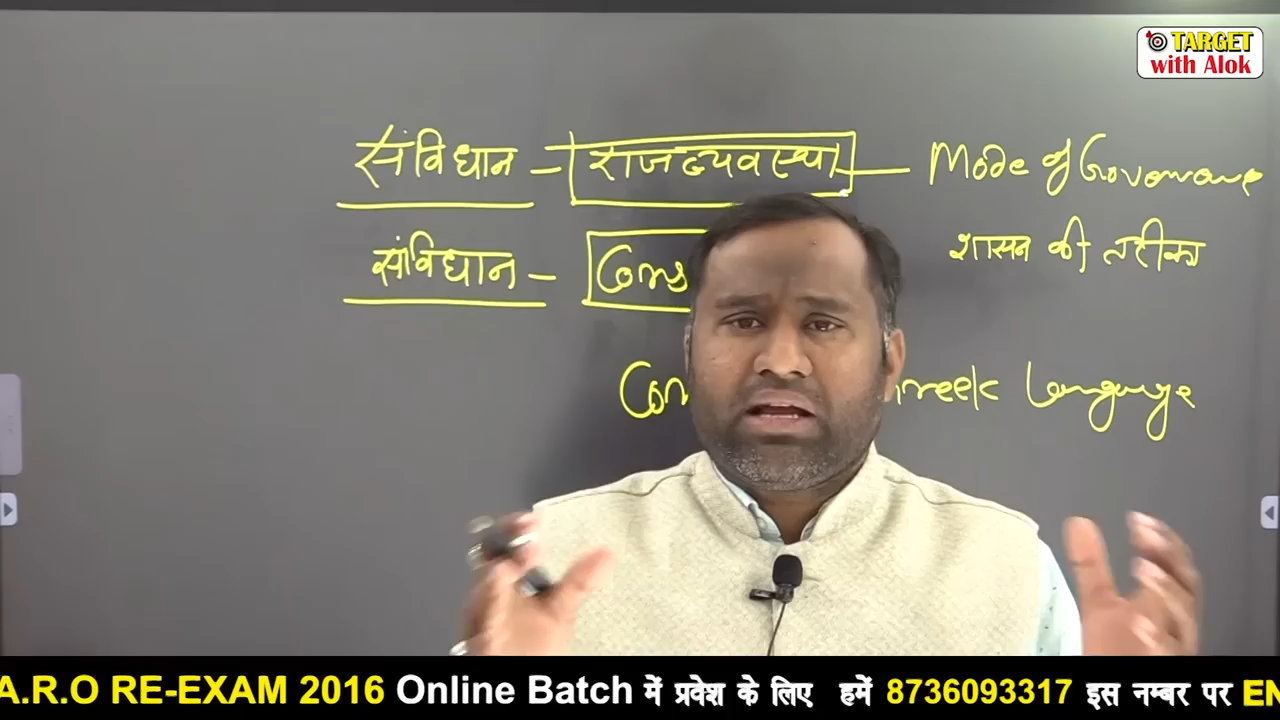 TARGET
with Alok
संविधान - राजव्यवस्था - Mode of Governance
शासन की तरीका
संविधान -
Language
A.R.O RE-EXAM 2016 Online Batch में प्रवेश के लिए हमें 8736093317 इस नम्बर पर EN